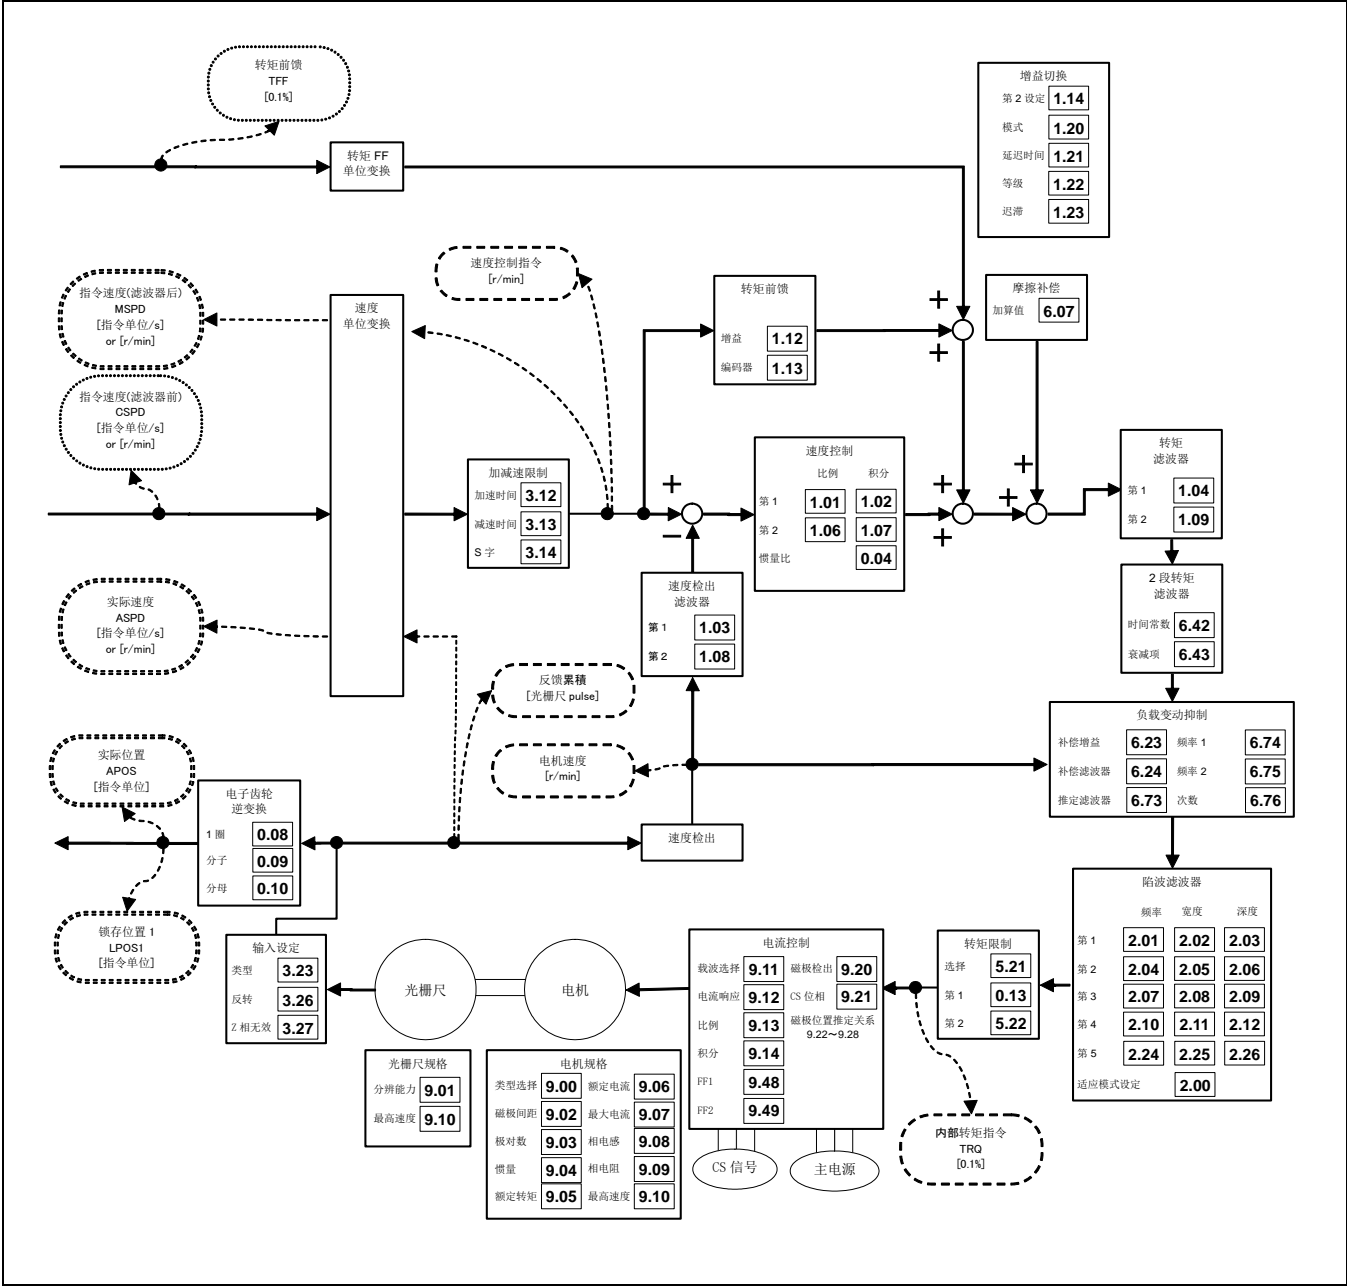 转矩前馈
TFF
[0.1%]
转矩 FF
单位变换
增益切换
第 2 设定 1.14
模式 1.20
延迟时间 1.21
等级 1.22
迟滞 1.23
速度控制指令
[r/min]
指令速度(滤波器后)
MSPD
[指令单位/s]
or [r/min]
指令速度(滤波器前)
CSPD
[指令单位/s]
or [r/min]
速度
单位变换
转矩前馈
增益 1.12
编码器 1.13
+
+
摩擦补偿
加算值 6.07
加减速限制
加速时间 3.12
减速时间 3.13
S 字 3.14
+
−
速度控制
比例 积分
第 1 1.01 1.02
第 2 1.06 1.07
惯量比 0.04
+
+
+
+
转矩
滤波器
第 1 1.04
第 2 1.09
实际速度
ASPD
[指令单位/s]
or [r/min]
速度检出
滤波器
第 1 1.03
第 2 1.08
2 段转矩
滤波器
时间常数 6.42
衰减项 6.43
反馈累積
[光栅尺 pulse]
电机速度
[r/min]
负载变动抑制
补偿增益 6.23 频率 1 6.74
补偿滤波器 6.24 频率 2 6.75
推定滤波器 6.73 次数 6.76
实际位置
APOS
[指令单位]
电子齿轮
逆变换
1 圈 0.08
分子 0.09
分母 0.10
速度检出
锁存位置 1
LPOS1
[指令单位]
输入设定
类型 3.23
反转 3.26
Z 相无效 3.27
光栅尺
电机
电流控制
载波选择 9.11 磁极检出 9.20
电流响应 9.12 CS 位相 9.21
比例 9.13 磁极位置推定关系
9.22～9.28
积分 9.14
FF1 9.48
FF2 9.49
转矩限制
选择 5.21
第 1 0.13
第 2 5.22
陷波滤波器
频率 宽度 深度
第 1 2.01 2.02 2.03
第 2 2.04 2.05 2.06
第 3 2.07 2.08 2.09
第 4 2.10 2.11 2.12
第 5 2.24 2.25 2.26
适应模式设定 2.00
光栅尺规格
分辨能力 9.01
最高速度 9.10
电机规格
类型选择 9.00 额定电流 9.06
磁极间距 9.02 最大电流 9.07
极对数 9.03 相电感 9.08
惯量 9.04 相电阻 9.09
额定转矩 9.05 最高速度 9.10
CS 信号
主电源
内部转矩指令
TRQ
[0.1%]